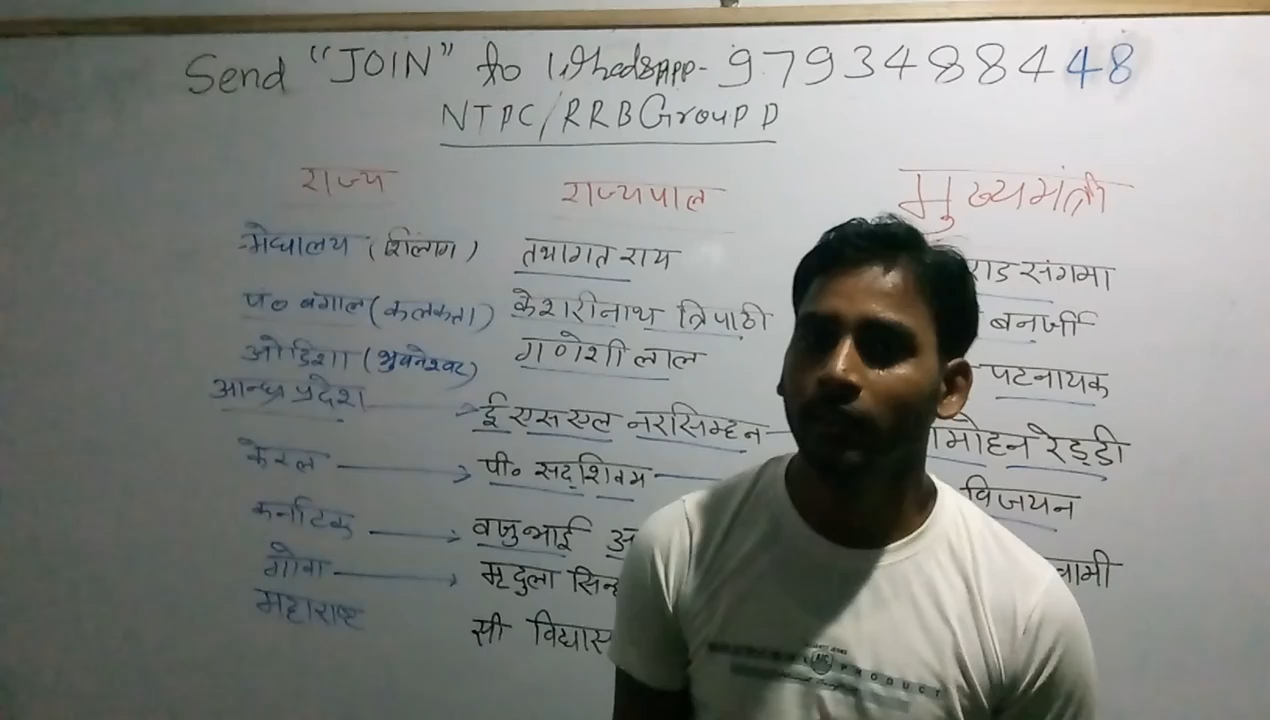 Send "JOIN" to Whadsapp- 9793488448
NTPC/RRB Group D
राज्य राज्यपाल मुख्यमंत्री
मेघालय (शिलांग) तथागत राय राड संगमा
प० बंगाल (कलकत्ता) केशरीनाथ त्रिपाठी बनर्जी
ओडिशा (भुवनेश्वर) गणेशी लाल पटनायक
आन्ध्र प्रदेश ई एस एल नरसिम्हन मोहन रेड्डी
केरल पी० सद्शिवम विजयन
कर्नाटक वजुभाई
गोवा मृदुला सिन्ह
महाराष्ट सी विद्यास
PRODUCT